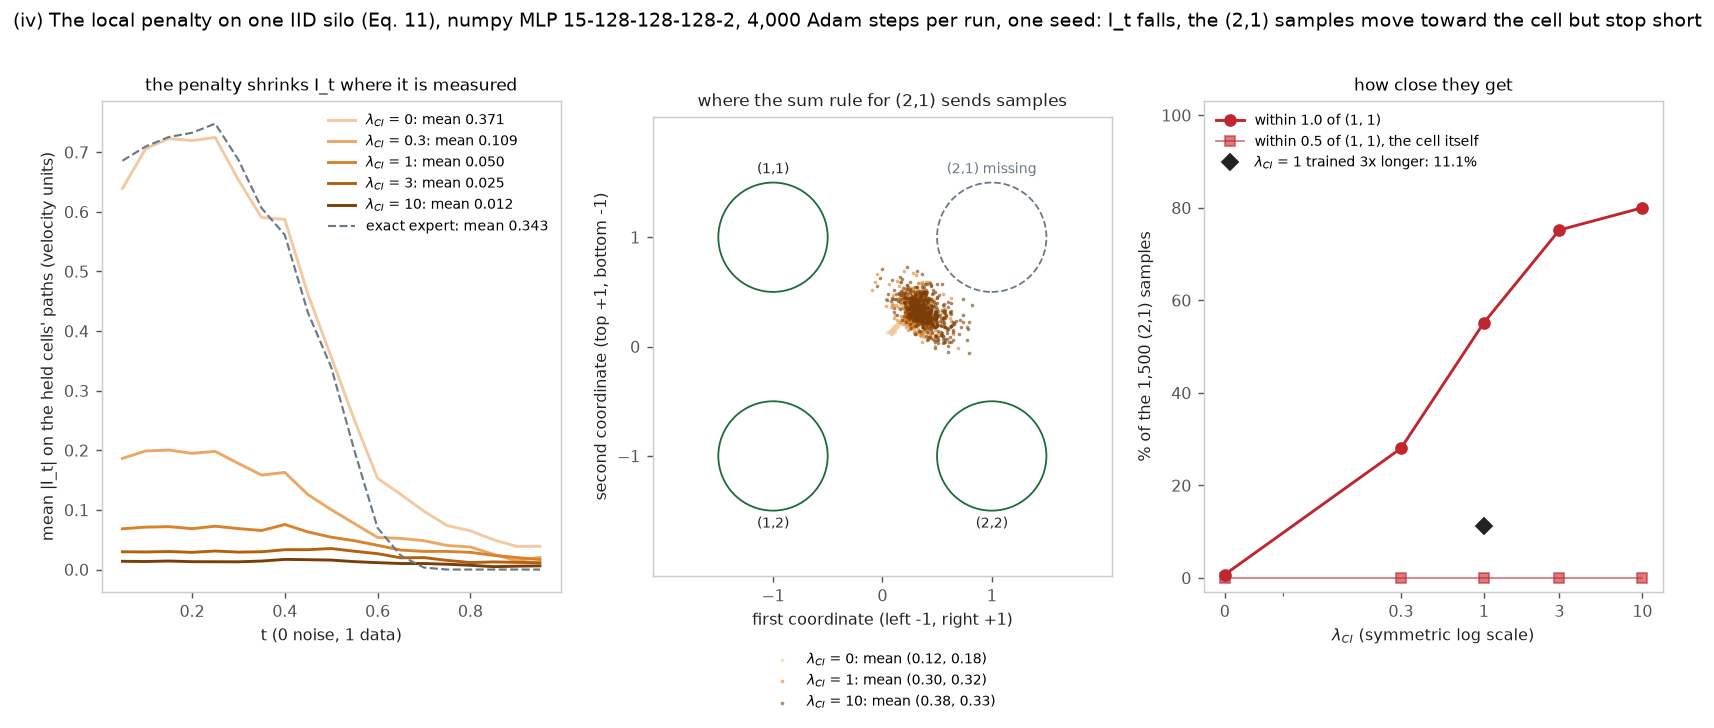 (iv) The local penalty on one IID silo (Eq. 11), numpy MLP 15-128-128-128-2, 4,000 Adam steps per run, one seed: I_t falls, the (2,1) samples move toward the cell but stop short
the penalty shrinks I_t where it is measured
mean |I_t| on the held cells' paths (velocity units)
0.7
0.6
0.5
0.4
0.3
0.2
0.1
0.0
λ_CI = 0: mean 0.371
λ_CI = 0.3: mean 0.109
λ_CI = 1: mean 0.050
λ_CI = 3: mean 0.025
λ_CI = 10: mean 0.012
exact expert: mean 0.343
0.2 0.4 0.6 0.8
t (0 noise, 1 data)
where the sum rule for (2,1) sends samples
second coordinate (top +1, bottom -1)
1
0
−1
(1,1)
(2,1) missing
(1,2)
(2,2)
−1 0 1
first coordinate (left -1, right +1)
λ_CI = 0: mean (0.12, 0.18)
λ_CI = 1: mean (0.30, 0.32)
λ_CI = 10: mean (0.38, 0.33)
how close they get
% of the 1,500 (2,1) samples
100
80
60
40
20
0
within 1.0 of (1, 1)
within 0.5 of (1, 1), the cell itself
λ_CI = 1 trained 3x longer: 11.1%
0 0.3 1 3 10
λ_CI (symmetric log scale)